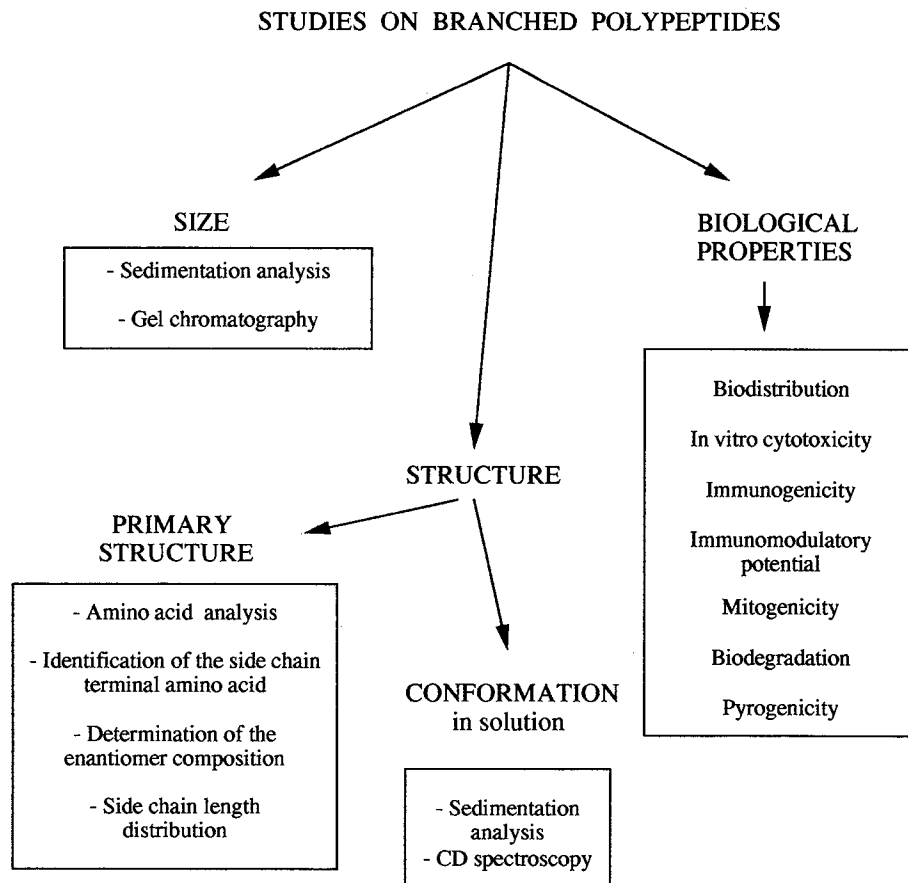 STUDIES ON BRANCHED POLYPEPTIDES
SIZE
- Sedimentation analysis
- Gel chromatography
BIOLOGICAL
PROPERTIES
Biodistribution
In vitro cytotoxicity
Immunogenicity
Immunomodulatory
potential
Mitogenicity
Biodegradation
Pyrogenicity
STRUCTURE
PRIMARY
STRUCTURE
- Amino acid analysis
- Identification of the side chain
terminal amino acid
- Determination of the
enantiomer composition
- Side chain length
distribution
CONFORMATION
in solution
- Sedimentation
analysis
- CD spectroscopy